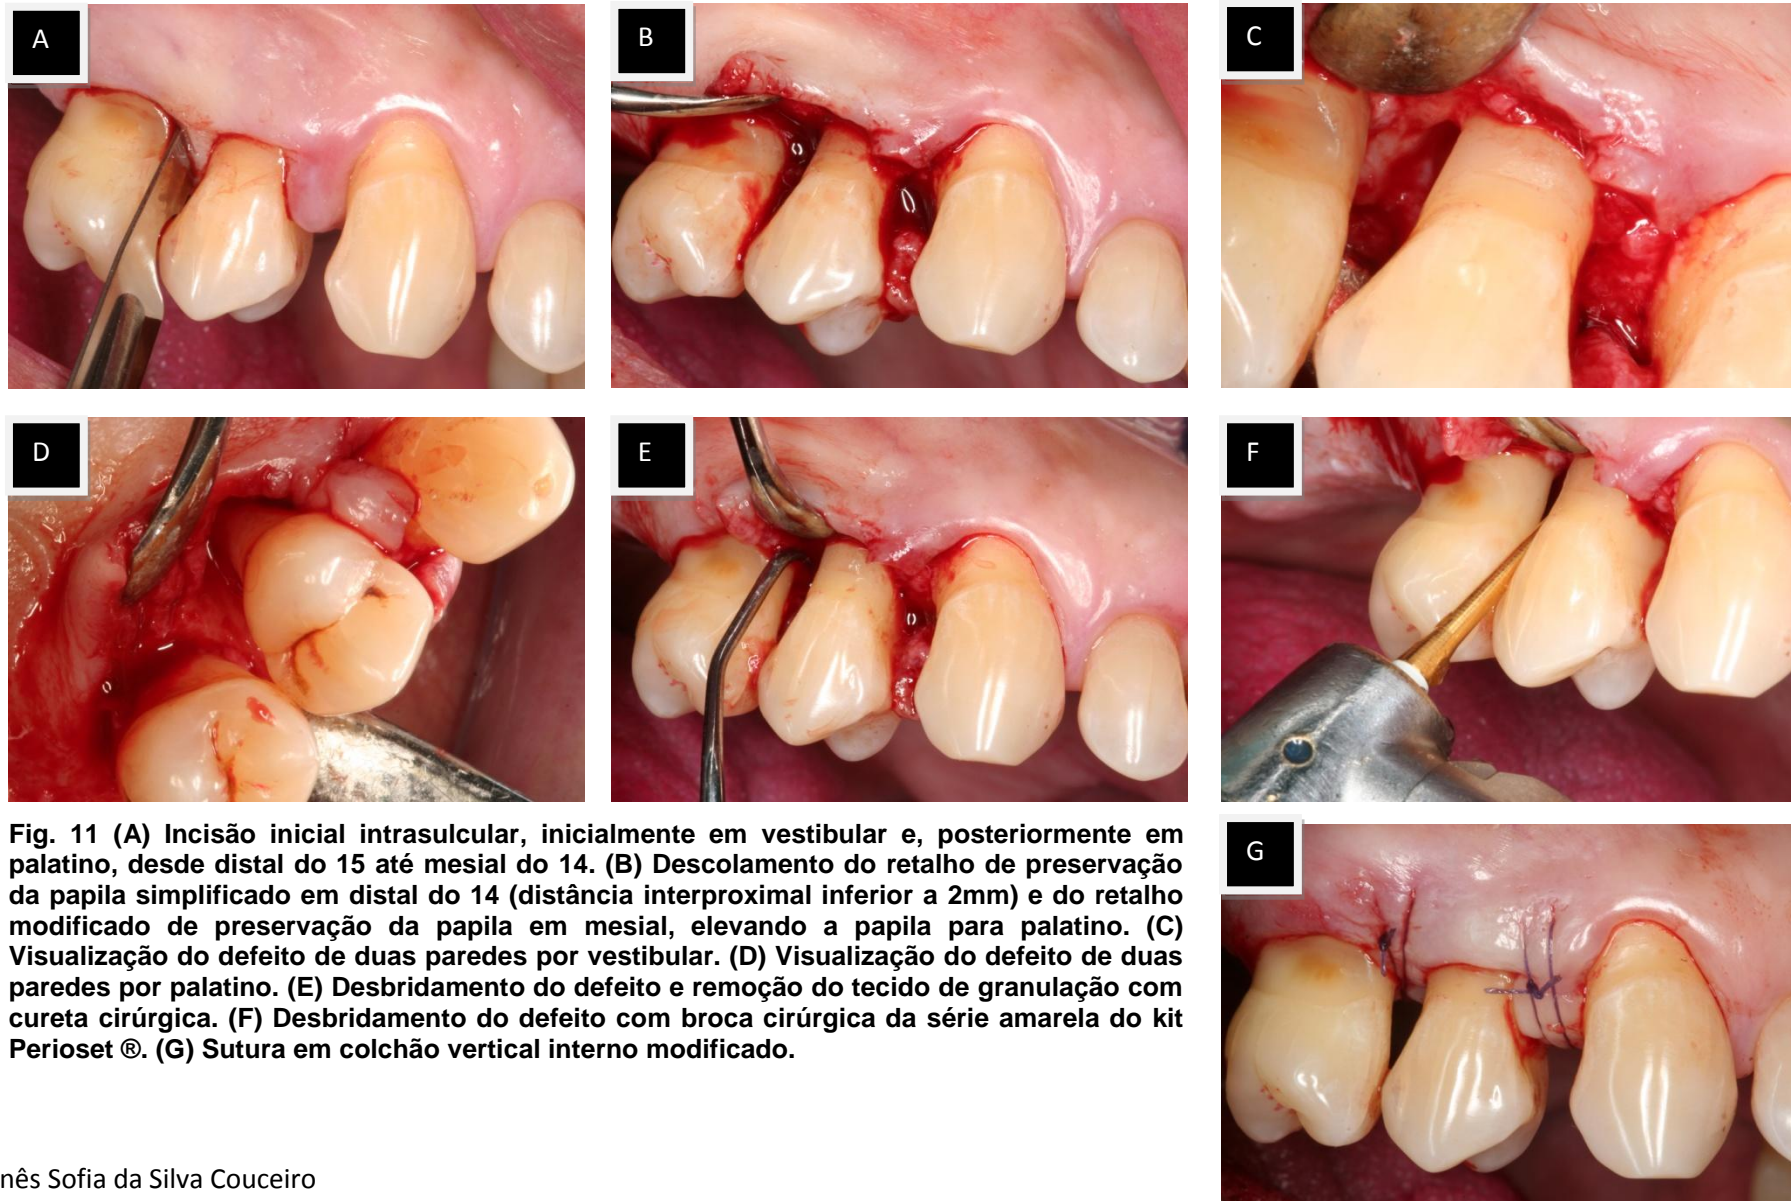 A
B
C
D
E
F
Fig. 11 (A) Incisão inicial intrasulcular, inicialmente em vestibular e, posteriormente em
palatino, desde distal do 15 até mesial do 14. (B) Descolamento do retalho de preservação
da papila simplificado em distal do 14 (distância interproximal inferior a 2mm) e do retalho
modificado de preservação da papila em mesial, elevando a papila para palatino. (C)
Visualização do defeito de duas paredes por vestibular. (D) Visualização do defeito de duas
paredes por palatino. (E) Desbridamento do defeito e remoção do tecido de granulação com
cureta cirúrgica. (F) Desbridamento do defeito com broca cirúrgica da série amarela do kit
Perioset ®. (G) Sutura em colchão vertical interno modificado.
G
nês Sofia da Silva Couceiro